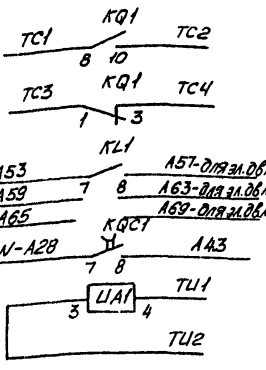 KQ1
TC1 TC2
8 10
KQ1
TC3 TC4
1 3
KL1
A53 A57-для эл.дв
A59 7 8 A63-для эл.дв
A65 A69-для эл.дв
KQC1
N-A28 A43
7 8
UA1 TU1
3 4
TU2